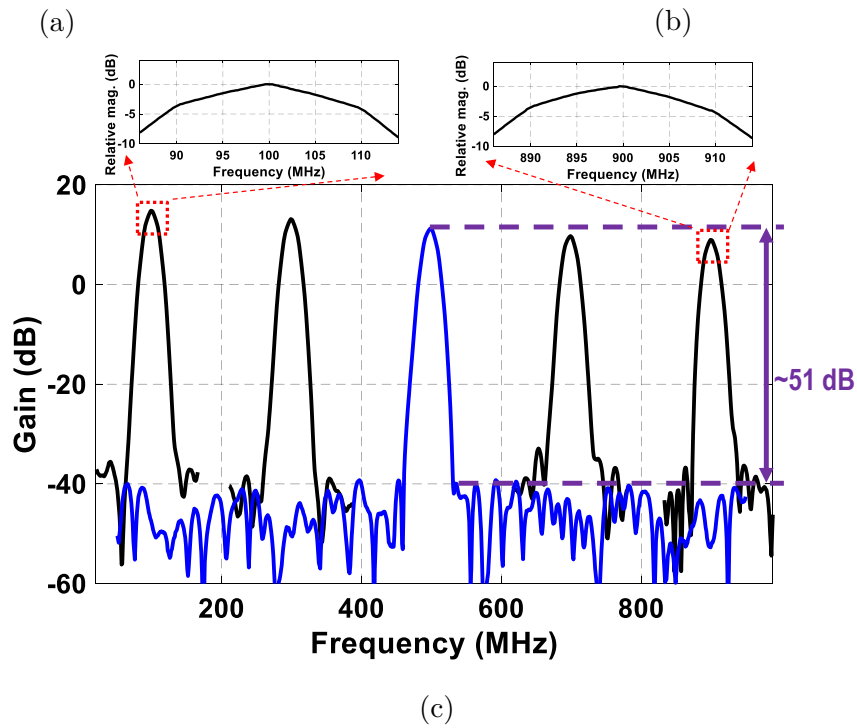 (a)
(b)
Relative mag. (dB)
0
-5
-10
90 95 100 105 110
Frequency (MHz)
Relative mag. (dB)
0
-5
-10
890 895 900 905 910
Frequency (MHz)
Gain (dB)
20
0
-20
-40
-60
~51 dB
200 400 600 800
Frequency (MHz)
(c)